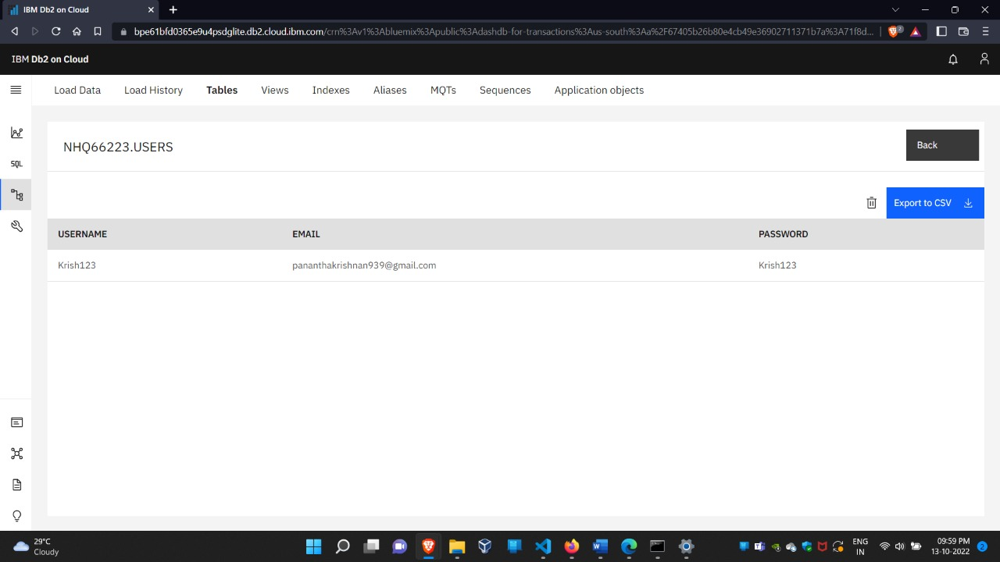 IBM Db2 on Cloud
bpe61bfd0365e9u4psdglite.db2.cloud.ibm.com/crn%3Av1%3Abluemix%3Apublic%3Adashdb-for-transactions%3Aus-south%3Aa%2F67405b26b80e4cb49e36902711371b7a%3A71f8d...
2
IBM Db2 on Cloud
Load Data Load History Tables Views Indexes Aliases MQTs Sequences Application objects
SQL
NHQ66223.USERS
Back
Export to CSV
USERNAME EMAIL PASSWORD
Krish123 pananthakrishnan939@gmail.com Krish123
29°C
Cloudy
ENG
IN
09:59 PM
13-10-2022
2